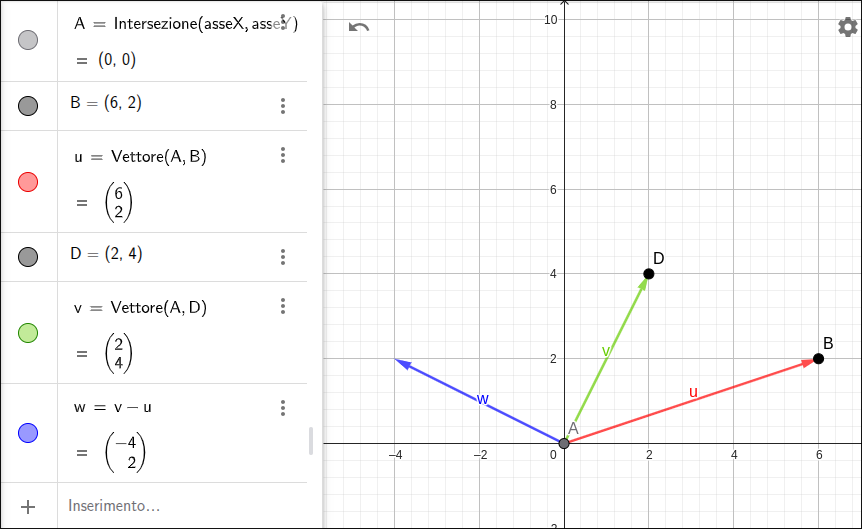 A = Intersezione(asseX, asseY)
= (0, 0)
B = (6, 2)
u = Vettore(A, B)
= (6
2)
D = (2, 4)
v = Vettore(A, D)
= (2
4)
w = v − u
= (−4
2)
+ Inserimento…
10
8
6
4
2
0
–4
–2
2
4
6
2
D
B
A
v
u
w